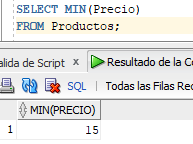 SELECT MIN(Precio)
FROM Productos;
alida de Script
Resultado de la Co
SQL
Todas las Filas Rec
MIN(PRECIO)
1
15